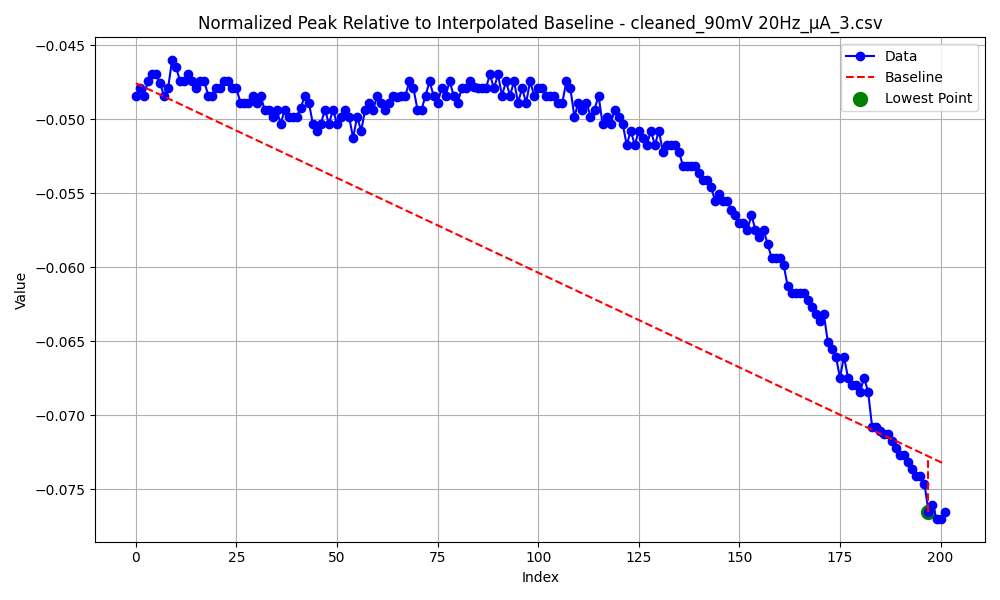 Normalized Peak Relative to Interpolated Baseline - cleaned_90mV 20Hz_μA_3.csv
Data
Baseline
Lowest Point
−0.045
−0.050
−0.055
−0.060
−0.065
−0.070
−0.075
Value
0 25 50 75 100 125 150 175 200
Index